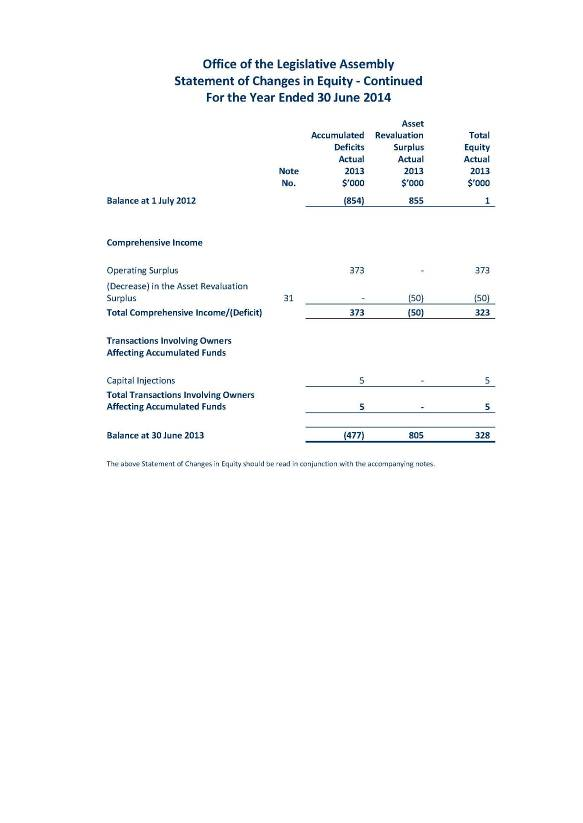 Office of the Legislative Assembly
Statement of Changes in Equity - Continued
For the Year Ended 30 June 2014
Asset
Accumulated Revaluation Total
Deficits Surplus Equity
Actual Actual Actual
Note 2013 2013 2013
No. $’000 $’000 $’000
Balance at 1 July 2012 (854) 855 1
Comprehensive Income
Operating Surplus 373 - 373
(Decrease) in the Asset Revaluation
Surplus 31 - (50) (50)
Total Comprehensive Income/(Deficit) 373 (50) 323
Transactions Involving Owners
Affecting Accumulated Funds
Capital Injections 5 - 5
Total Transactions Involving Owners
Affecting Accumulated Funds 5 - 5
Balance at 30 June 2013 (477) 805 328
The above Statement of Changes in Equity should be read in conjunction with the accompanying notes.